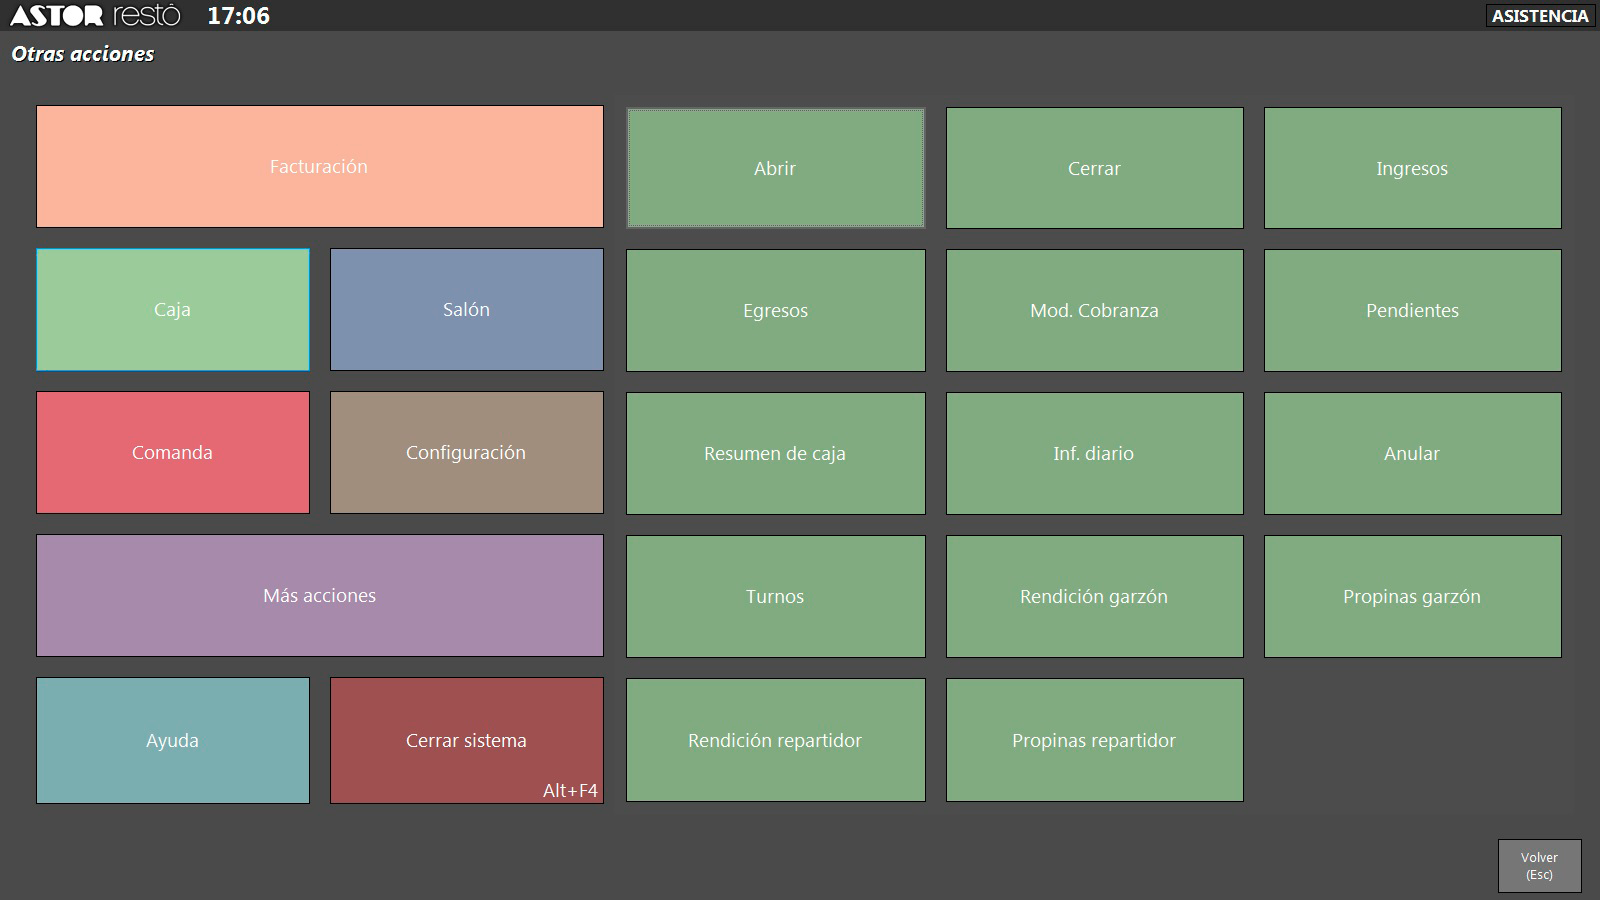 ASTOR restó 17:06 ASISTENCIA
Otras acciones
Facturación
Caja
Salón
Comanda
Configuración
Más acciones
Ayuda
Cerrar sistema
Alt+F4
Abrir
Cerrar
Ingresos
Egresos
Mod. Cobranza
Pendientes
Resumen de caja
Inf. diario
Anular
Turnos
Rendición garzón
Propinas garzón
Rendición repartidor
Propinas repartidor
Volver
(Esc)